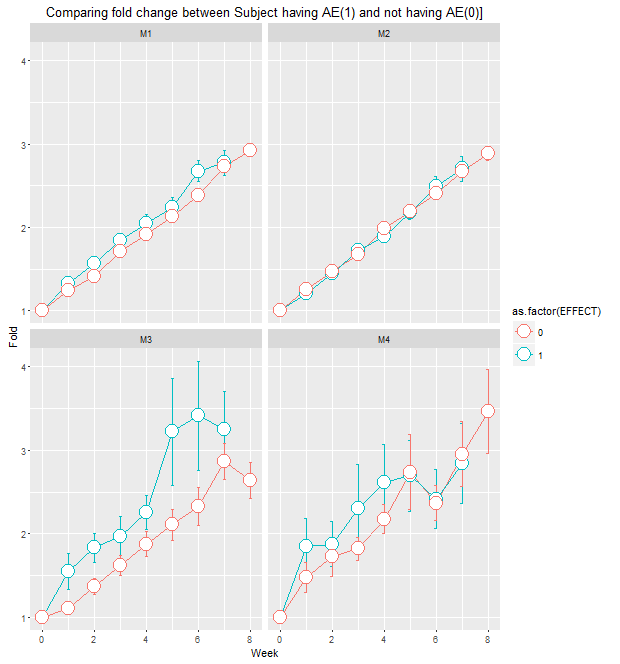 Comparing fold change between Subject having AE(1) and not having AE(0)]
M1
M2
4
3
2
1
M3
M4
4
3
2
1
0
2
4
6
8
0
2
4
6
8
Fold
Week
as.factor(EFFECT)
0
1